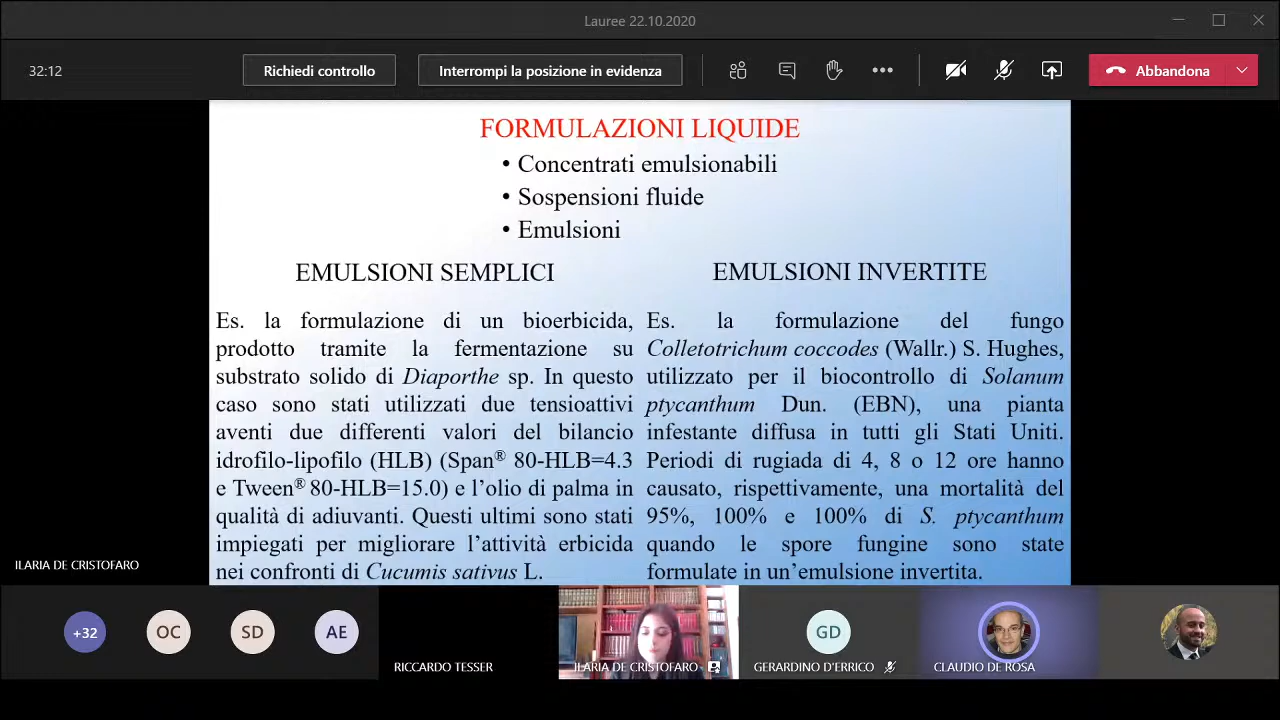 Lauree 22.10.2020
32:12
Richiedi controllo
Interrompi la posizione in evidenza
Abbandona
FORMULAZIONI LIQUIDE
• Concentrati emulsionabili
• Sospensioni fluide
• Emulsioni
EMULSIONI SEMPLICI
Es. la formulazione di un bioerbicida,
prodotto tramite la fermentazione su
substrato solido di Diaporthe sp. In questo
caso sono stati utilizzati due tensioattivi
aventi due differenti valori del bilancio
idrofilo-lipofilo (HLB) (Span® 80-HLB=4.3
e Tween® 80-HLB=15.0) e l’olio di palma in
qualità di adiuvanti. Questi ultimi sono stati
impiegati per migliorare l’attività erbicida
nei confronti di Cucumis sativus L.
EMULSIONI INVERTITE
Es. la formulazione del fungo
Colletotrichum coccodes (Wallr.) S. Hughes,
utilizzato per il biocontrollo di Solanum
ptycanthum Dun. (EBN), una pianta
infestante diffusa in tutti gli Stati Uniti.
Periodi di rugiada di 4, 8 o 12 ore hanno
causato, rispettivamente, una mortalità del
95%, 100% e 100% di S. ptycanthum
quando le spore fungine sono state
formulate in un’emulsione invertita.
ILARIA DE CRISTOFARO
+32
OC
SD
AE
RICCARDO TESSER
ILARIA DE CRISTOFARO
GD
GERARDINO D'ERRICO
CLAUDIO DE ROSA